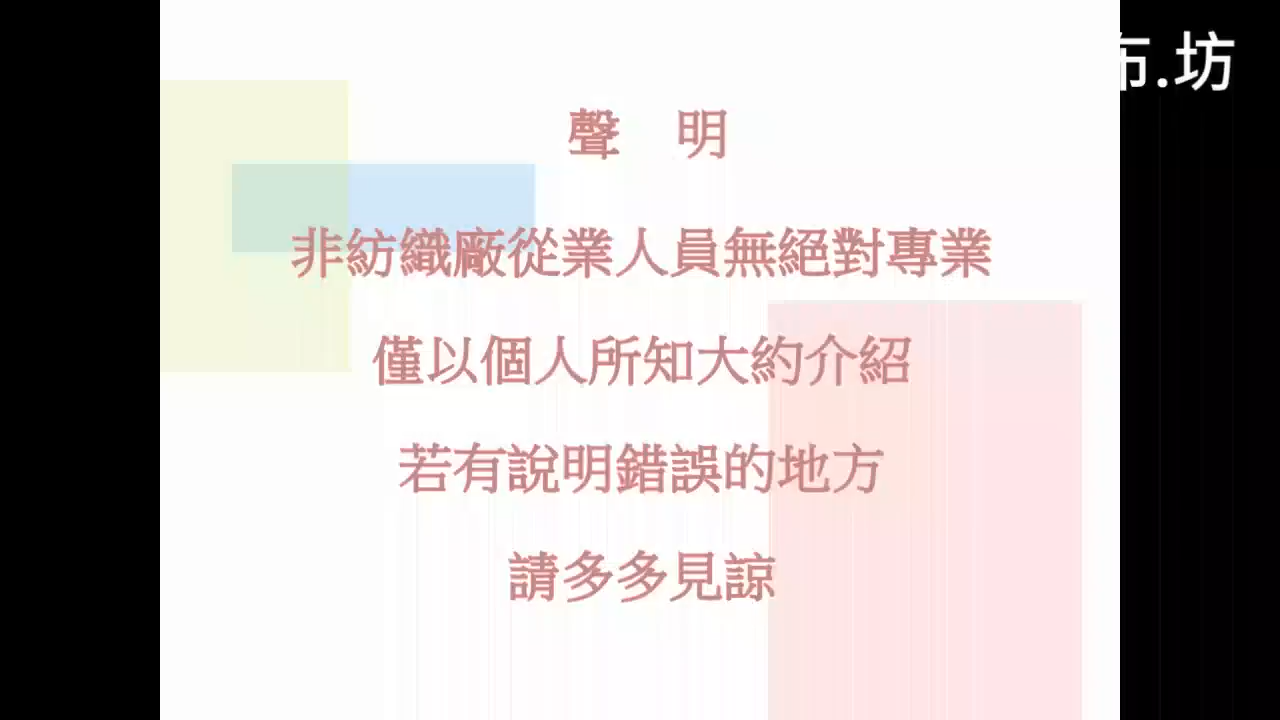 聲 明
非紡織廠從業人員無絕對專業
僅以個人所知大約介紹
若有說明錯誤的地方
請多多見諒
布.坊